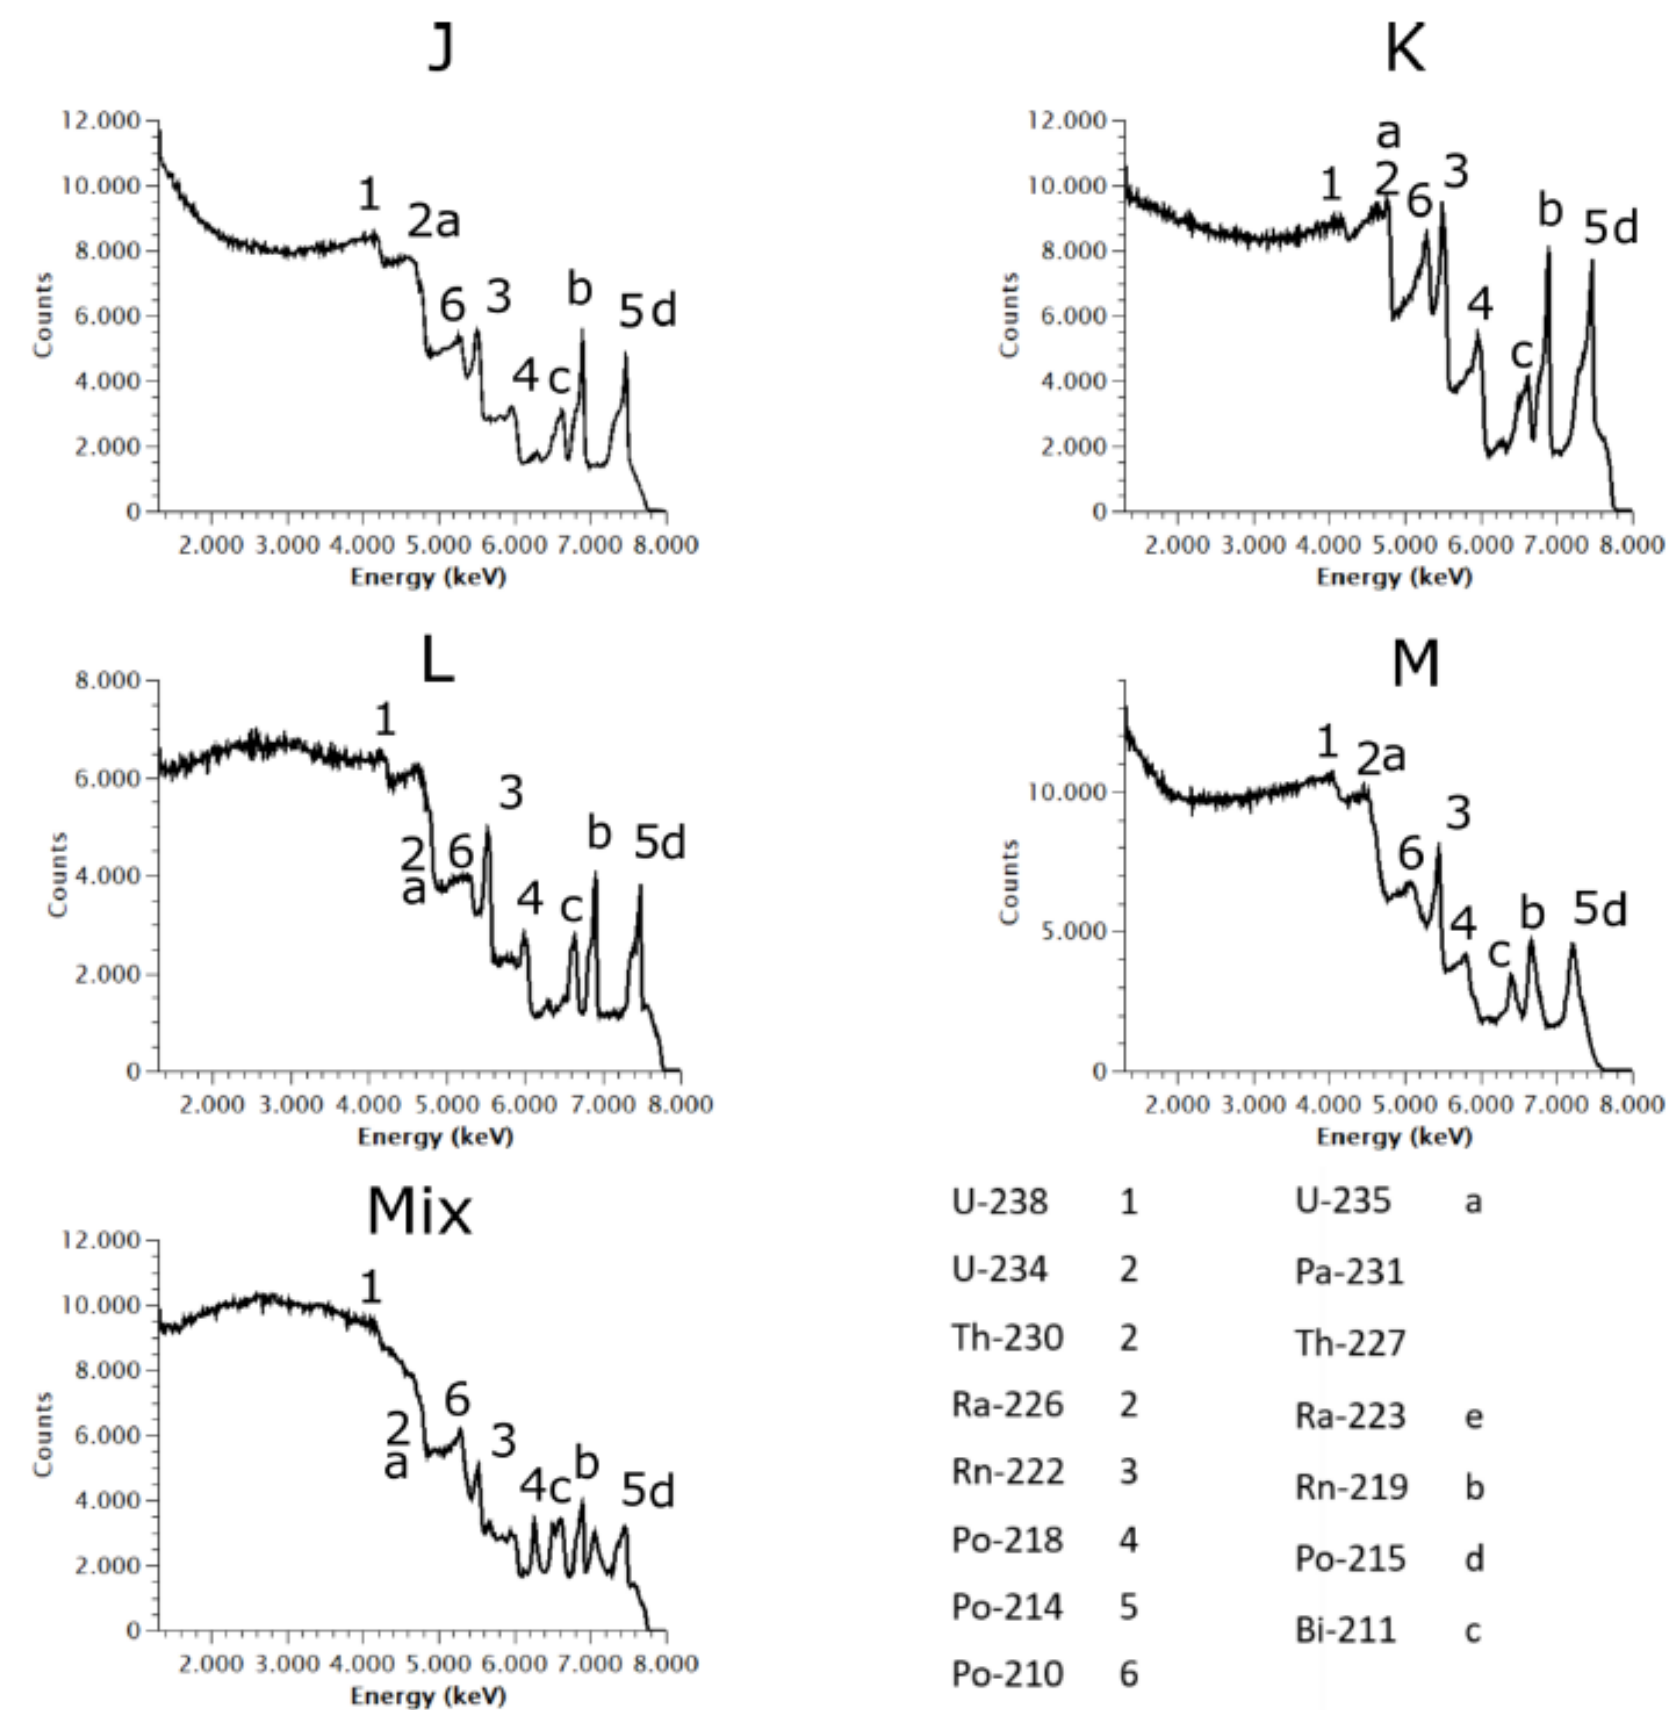 J
12.000
10.000
8.000
6.000
4.000
2.000
0
Counts
1
2a
6
3
4
c
b
5d
2.000 3.000 4.000 5.000 6.000 7.000 8.000
Energy (keV)
K
12.000
10.000
8.000
6.000
4.000
2.000
0
Counts
1
a
2
6
3
4
c
b
5d
2.000 3.000 4.000 5.000 6.000 7.000 8.000
Energy (keV)
L
8.000
6.000
4.000
2.000
0
Counts
1
2
a
6
3
4
c
b
5d
2.000 3.000 4.000 5.000 6.000 7.000 8.000
Energy (keV)
M
10.000
5.000
0
Counts
1
2a
6
3
4
c
b
5d
2.000 3.000 4.000 5.000 6.000 7.000 8.000
Energy (keV)
Mix
12.000
10.000
8.000
6.000
4.000
2.000
0
Counts
1
2
a
6
3
4c
b
5d
2.000 3.000 4.000 5.000 6.000 7.000 8.000
Energy (keV)
U-238 1
U-234 2
Th-230 2
Ra-226 2
Rn-222 3
Po-218 4
Po-214 5
Po-210 6
U-235 a
Pa-231
Th-227
Ra-223 e
Rn-219 b
Po-215 d
Bi-211 c